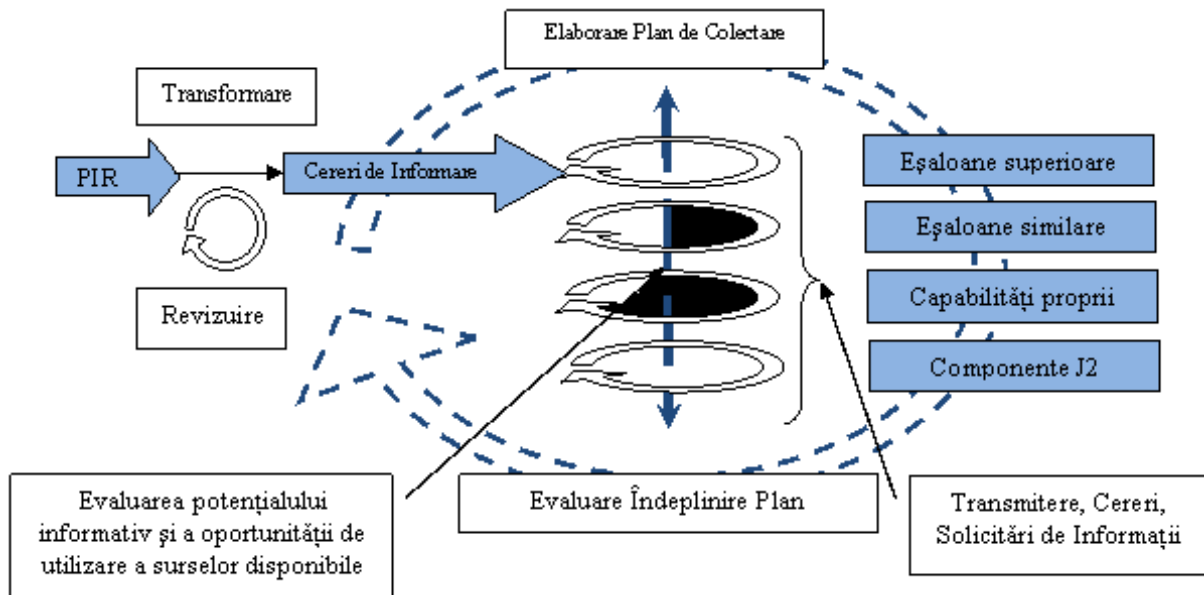 Elaborare Plan de Colectare
Transformare
PIR
Cereri de Informare
Revizuire
Eşaloane superioare
Eşaloane similare
Capabilităţi proprii
Componente J2
Evaluarea potenţialului
informativ şi a oportunităţii de
utilizare a surselor disponibile
Evaluare Îndeplinire Plan
Transmitere, Cereri,
Solicitări de Informaţii